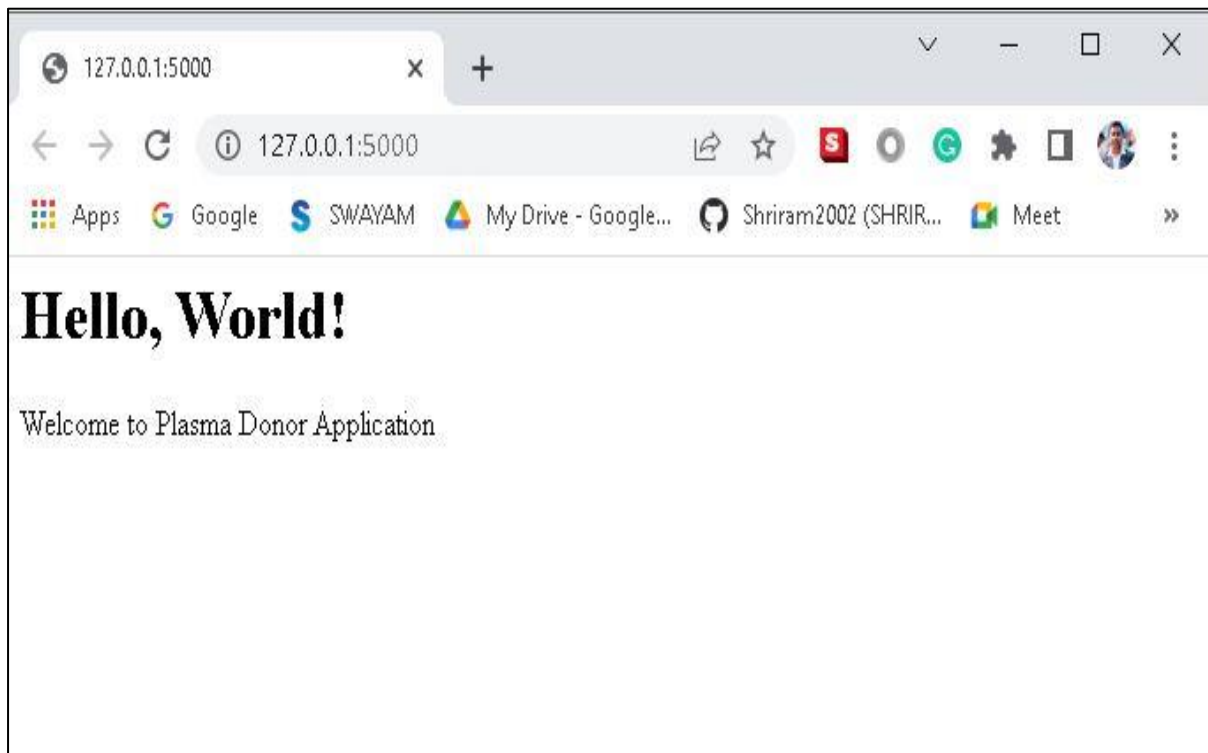 127.0.0.1:5000
127.0.0.1:5000
Apps Google SWAYAM My Drive - Google... Shriram2002 (SHRIR... Meet »
Hello, World!
Welcome to Plasma Donor Application